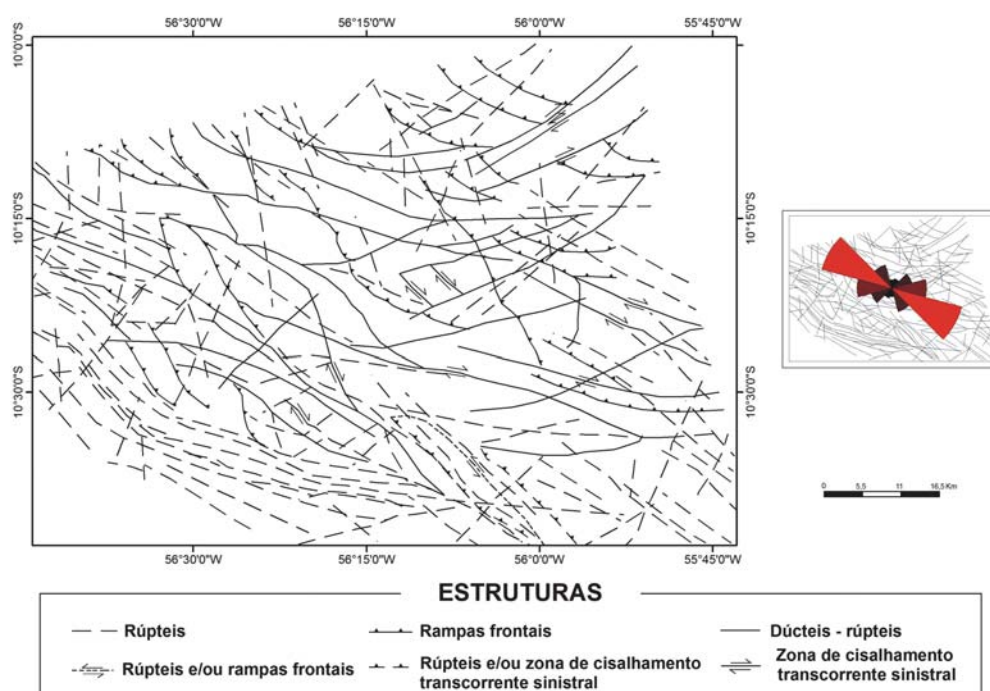 56°30'0"W 56°15'0"W 56°0'0"W 55°45'0"W
10°0'0"S
10°15'0"S
10°15'0"S
10°30'0"S
10°30'0"S
0 5,5 11 16,5 Km
56°30'0"W 56°15'0"W 56°0'0"W 55°45'0"W
ESTRUTURAS
Rúpteis
Rampas frontais
Dúcteis - rúpteis
Rúpteis e/ou rampas frontais
Rúpteis e/ou zona de cisalhamento
transcorrente sinistral
Zona de cisalhamento
transcorrente sinistral